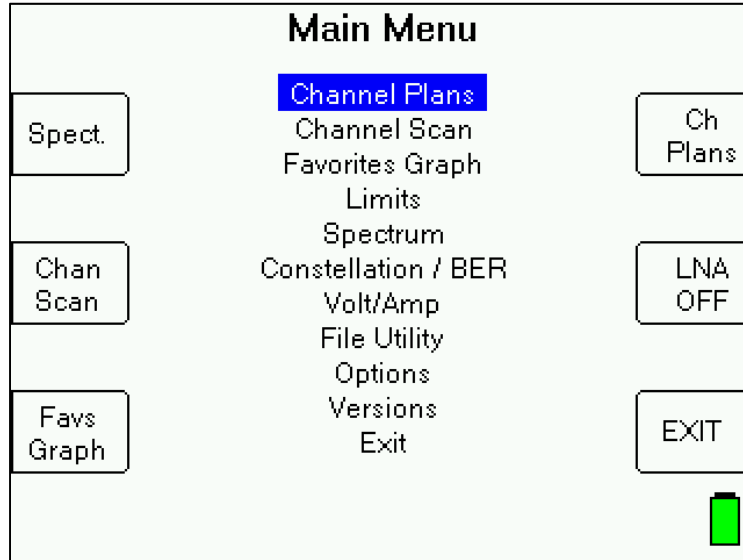 Main Menu
Channel Plans
Channel Scan
Favorites Graph
Limits
Spectrum
Constellation / BER
Volt/Amp
File Utility
Options
Versions
Exit
Spect.
Chan
Scan
Favs
Graph
Ch
Plans
LNA
OFF
EXIT